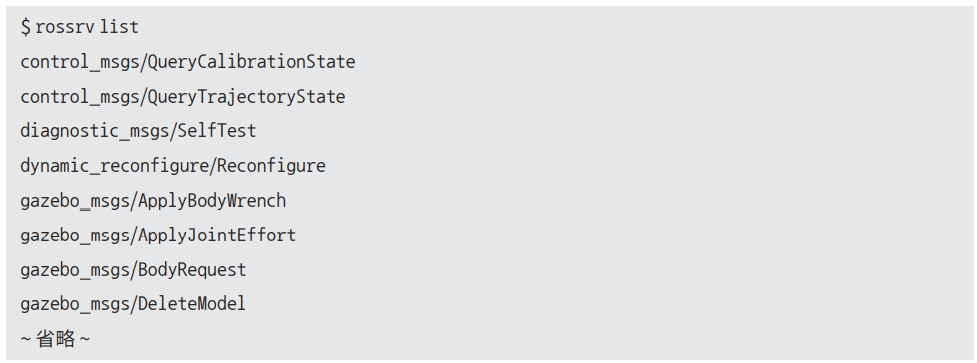 $ rossrv list
control_msgs/QueryCalibrationState
control_msgs/QueryTrajectoryState
diagnostic_msgs/SelfTest
dynamic_reconfigure/Reconfigure
gazebo_msgs/ApplyBodyWrench
gazebo_msgs/ApplyJointEffort
gazebo_msgs/BodyRequest
gazebo_msgs/DeleteModel
~ 省略 ~